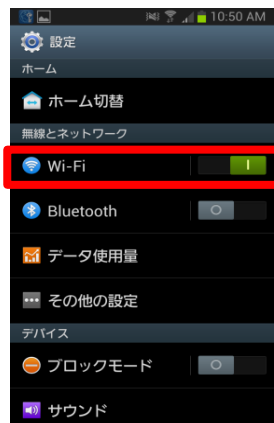 10:50 AM
設定
ホーム
ホーム切替
無線とネットワーク
Wi-Fi
Bluetooth
データ使用量
その他の設定
デバイス
ブロックモード
サウンド